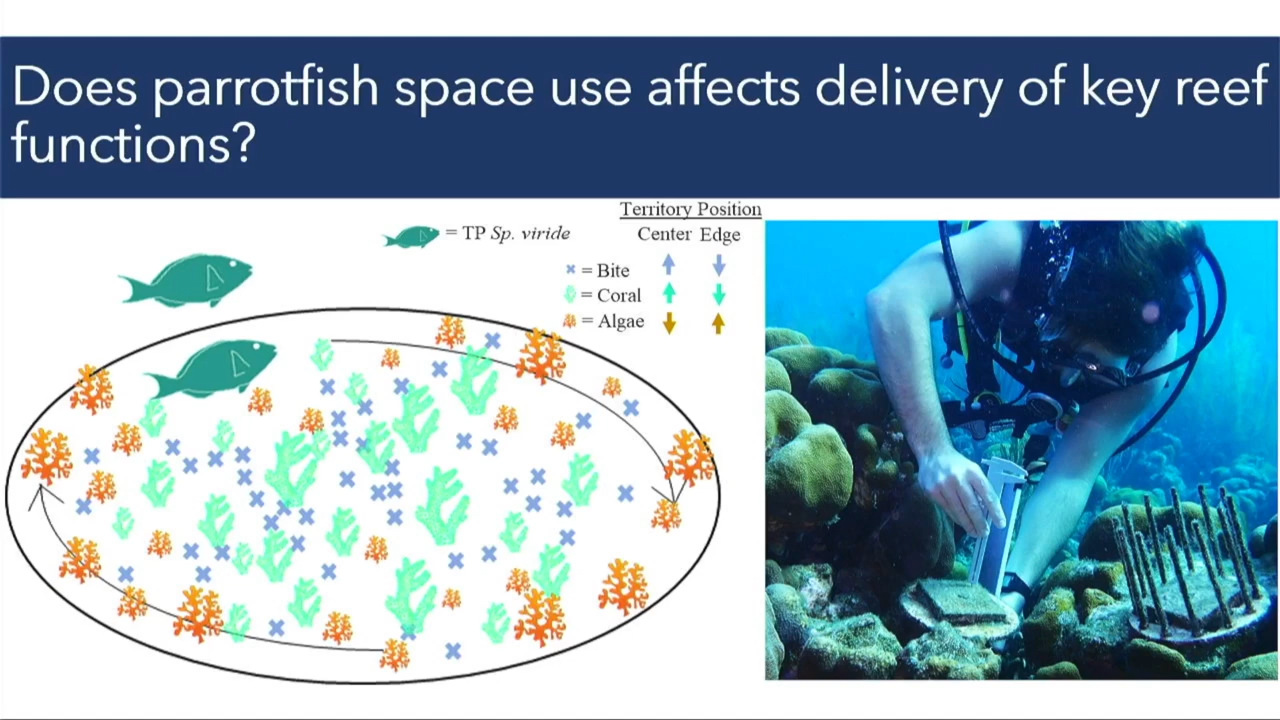 Does parrotfish space use affects delivery of key reef
functions?
Territory Position
= TP Sp. viride
Center Edge
= Bite
= Coral
= Algae